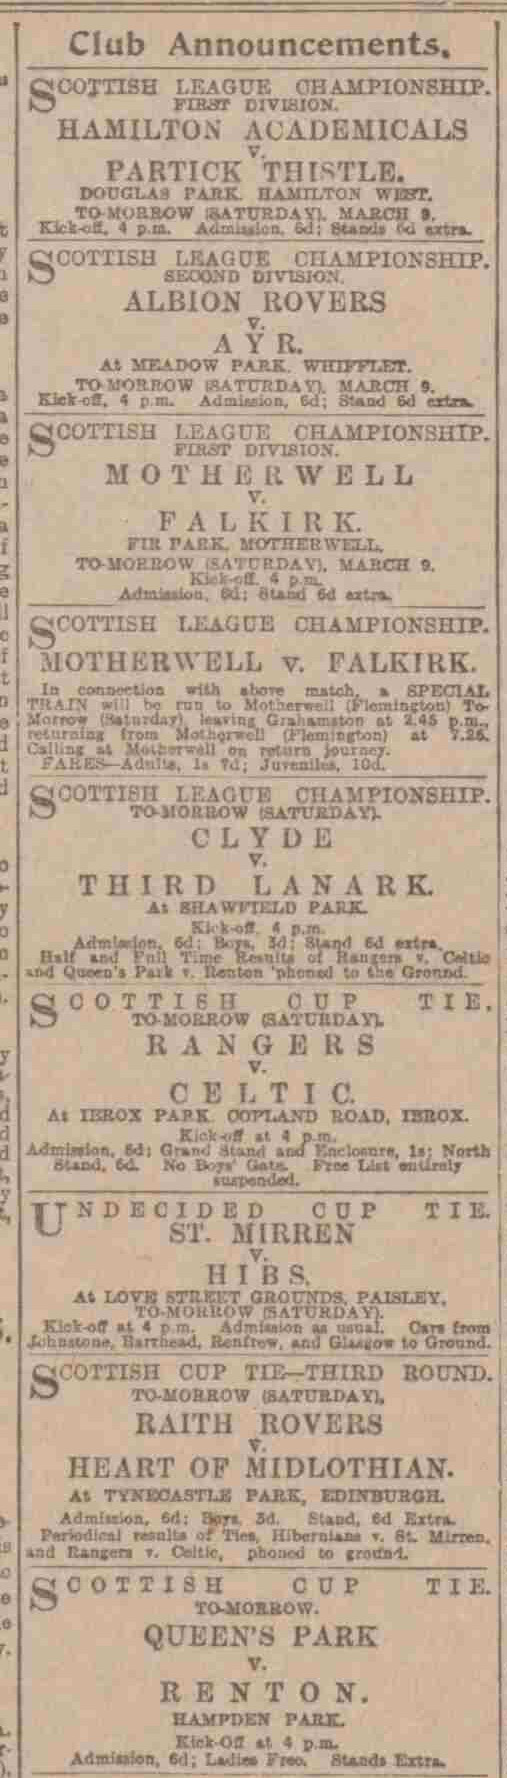 Club Announcements.
SCOTTISH LEAGUE CHAMPIONSHIP.
FIRST DIVISION.
HAMILTON ACADEMICALS
v.
PARTICK THISTLE.
DOUGLAS PARK, HAMILTON WEST.
TO-MORROW (SATURDAY), MARCH 9.
Kick-off, 4 p.m. Admission, 6d; Stands 6d extra.
SCOTTISH LEAGUE CHAMPIONSHIP.
SECOND DIVISION.
ALBION ROVERS
v.
AYR.
At MEADOW PARK, WHIFFLET.
TO-MORROW (SATURDAY), MARCH 9.
Kick-off, 4 p.m. Admission, 6d; Stand 6d extra.
SCOTTISH LEAGUE CHAMPIONSHIP.
FIRST DIVISION.
MOTHERWELL
v.
FALKIRK.
FIR PARK, MOTHERWELL,
TO-MORROW (SATURDAY), MARCH 9.
Kick-off, 4 p.m.
Admission, 6d; Stand 6d extra.
SCOTTISH LEAGUE CHAMPIONSHIP.
MOTHERWELL v. FALKIRK.
In connection with above match, a SPECIAL
TRAIN will be run to Motherwell (Flemington) To-
Morrow (Saturday), leaving Grahamston at 2.45 p.m.,
returning from Motherwell (Flemington) at 7.25.
Calling at Motherwell on return journey.
FARES—Adults, 1s 7d; Juveniles, 10d.
SCOTTISH LEAGUE CHAMPIONSHIP.
TO-MORROW (SATURDAY).
CLYDE
v.
THIRD LANARK.
At SHAWFIELD PARK.
Kick-off, 4 p.m.
Admission, 6d; Boys, 3d; Stand 6d extra.
Half and Full Time Results of Rangers v. Celtic
and Queen's Park v. Renton 'phoned to the Ground.
SCOTTISH CUP TIE.
TO-MORROW (SATURDAY).
RANGERS
v.
CELTIC.
At IBROX PARK, COPLAND ROAD, IBROX.
Kick-off at 4 p.m.
Admission, 6d; Grand Stand and Enclosure, 1s; North
Stand, 6d. No Boys' Gate. Free List entirely
suspended.
UNDECIDED CUP TIE.
ST. MIRREN
v.
HIBS.
At LOVE STREET GROUNDS, PAISLEY,
TO-MORROW (SATURDAY).
Kick-off at 4 p.m. Admission as usual. Cars from
Johnstone, Barrhead, Renfrew, and Glasgow to Ground.
SCOTTISH CUP TIE—THIRD ROUND.
TO-MORROW (SATURDAY),
RAITH ROVERS
v.
HEART OF MIDLOTHIAN.
At TYNECASTLE PARK, EDINBURGH.
Admission, 6d; Boys, 3d. Stand, 6d Extra.
Periodical results of Ties, Hibernians v. St. Mirren,
and Rangers v. Celtic, phoned to ground.
SCOTTISH CUP TIE.
TO-MORROW.
QUEEN'S PARK
v.
RENTON.
HAMPDEN PARK.
Kick-Off at 4 p.m.
Admission, 6d; Ladies Free. Stands Extra.